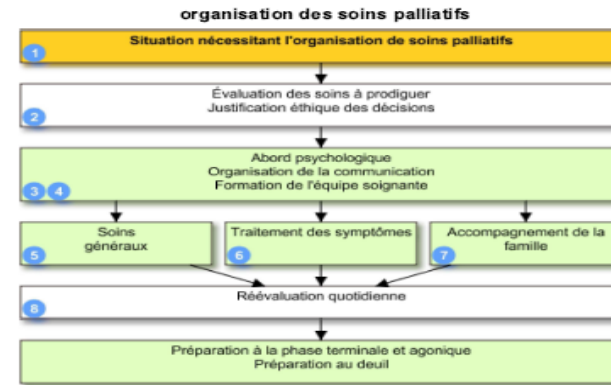 organisation des soins palliatifs
Situation nécessitant l'organisation de soins palliatifs
1
Évaluation des soins à prodiguer
Justification éthique des décisions
2
Abord psychologique
Organisation de la communication
Formation de l'équipe soignante
3 4
Soins
généraux
5
Traitement des symptômes
6
Accompagnement de la
famille
7
Réévaluation quotidienne
8
Préparation à la phase terminale et agonique
Préparation au deuil